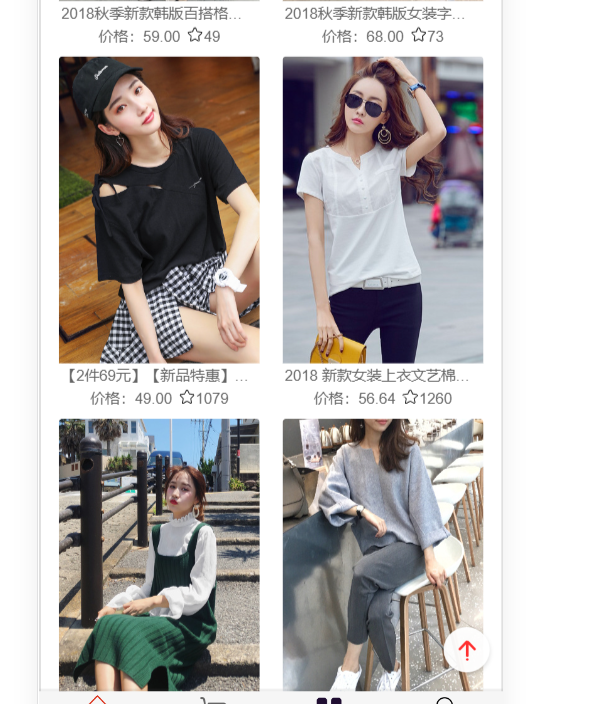 2018秋季新款韩版百搭格...
2018秋季新款韩版女装字...
价格：59.00 49
价格：68.00 73
【2件69元】【新品特惠】...
2018 新款女装上衣文艺棉...
价格：49.00 1079
价格：56.64 1260